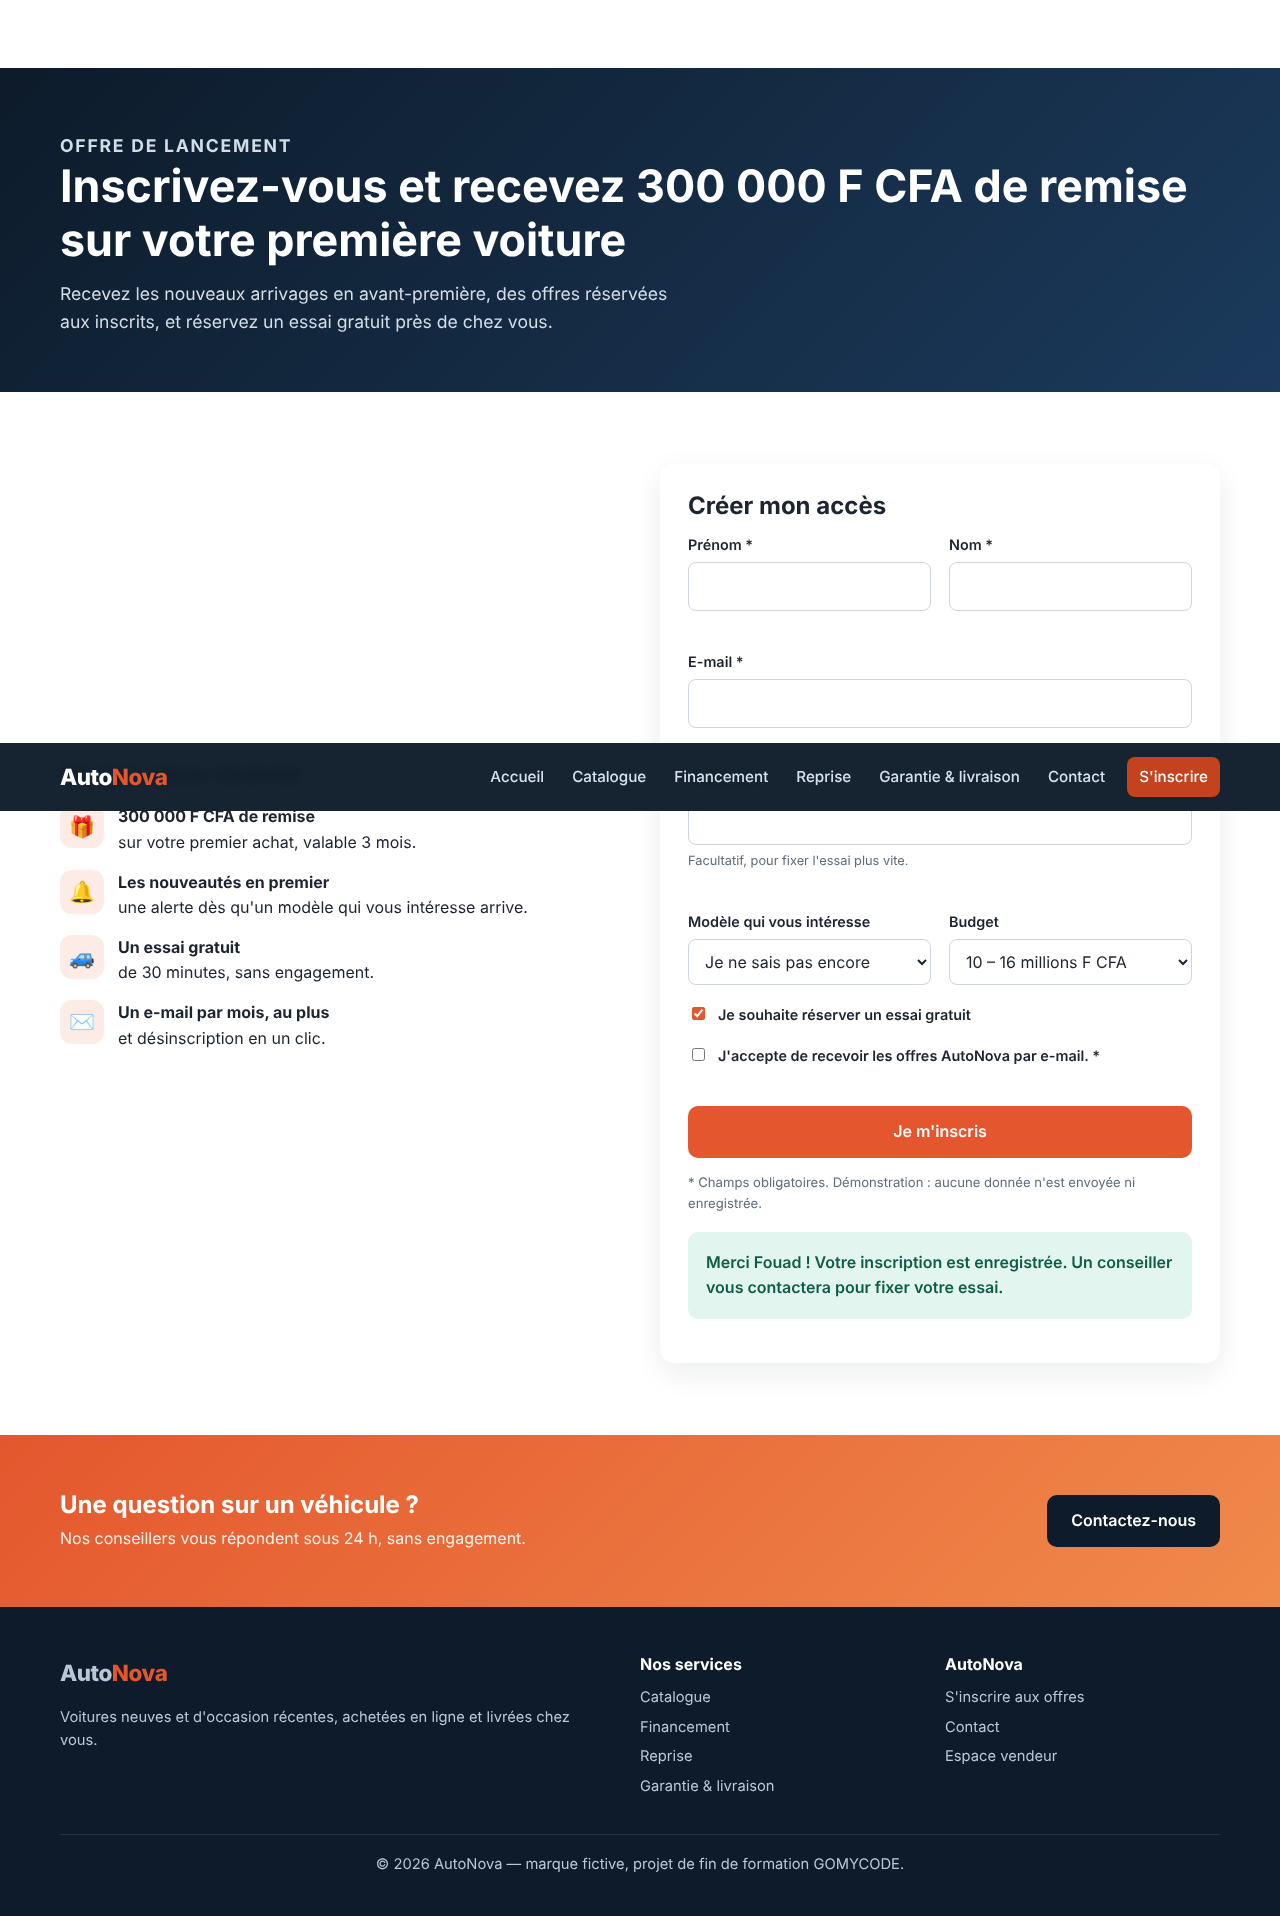 OFFRE DE LANCEMENT
Inscrivez-vous et recevez 300 000 F CFA de remise
sur votre première voiture
Recevez les nouveaux arrivages en avant-première, des offres réservées
aux inscrits, et réservez un essai gratuit près de chez vous.
Créer mon accès
Prénom *
Nom *
E-mail *
AutoNova
Accueil
Catalogue
Financement
Reprise
Garantie & livraison
Contact
S'inscrire
300 000 F CFA de remise
sur votre premier achat, valable 3 mois.
Les nouveautés en premier
une alerte dès qu'un modèle qui vous intéresse arrive.
Un essai gratuit
de 30 minutes, sans engagement.
Un e-mail par mois, au plus
et désinscription en un clic.
Facultatif, pour fixer l'essai plus vite.
Modèle qui vous intéresse
Je ne sais pas encore
Budget
10 – 16 millions F CFA
Je souhaite réserver un essai gratuit
J'accepte de recevoir les offres AutoNova par e-mail. *
Je m'inscris
* Champs obligatoires. Démonstration : aucune donnée n'est envoyée ni
enregistrée.
Merci Fouad ! Votre inscription est enregistrée. Un conseiller
vous contactera pour fixer votre essai.
Une question sur un véhicule ?
Nos conseillers vous répondent sous 24 h, sans engagement.
Contactez-nous
AutoNova
Voitures neuves et d'occasion récentes, achetées en ligne et livrées chez
vous.
Nos services
Catalogue
Financement
Reprise
Garantie & livraison
AutoNova
S'inscrire aux offres
Contact
Espace vendeur
© 2026 AutoNova — marque fictive, projet de fin de formation GOMYCODE.